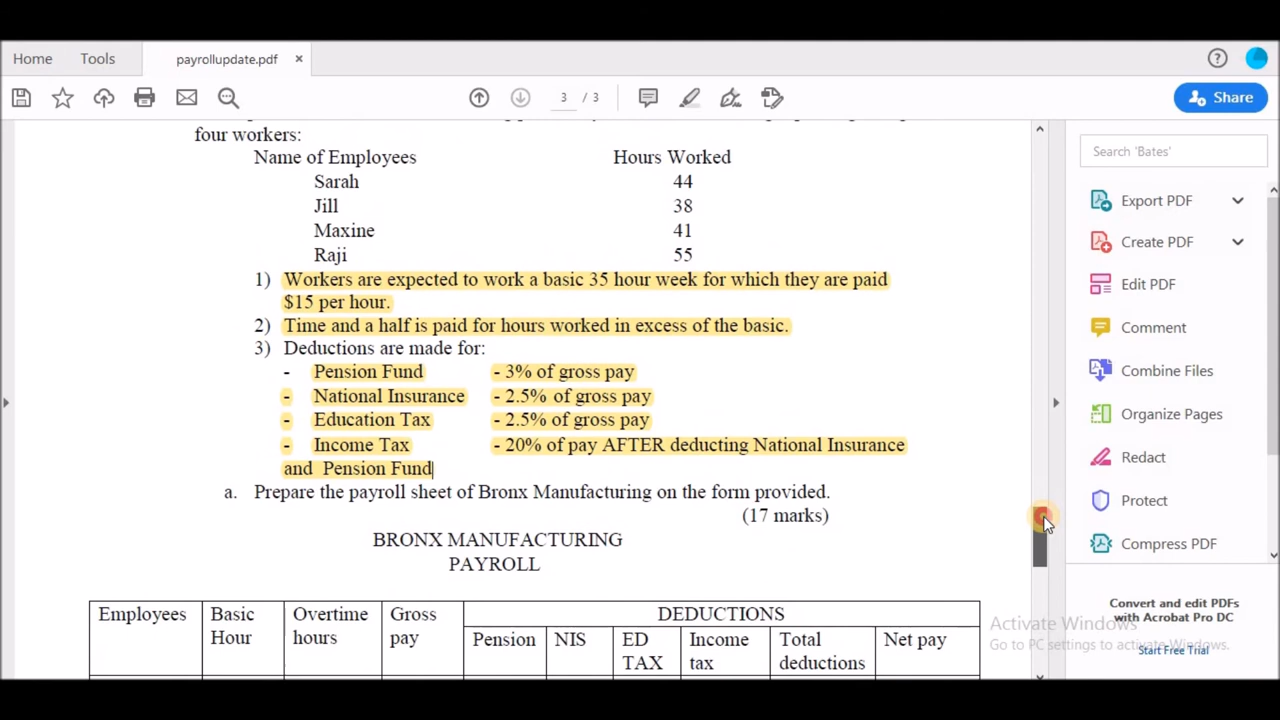 Home Tools payrollupdate.pdf ×
3 / 3 Share
four workers:
Name of Employees Hours Worked
Sarah 44
Jill 38
Maxine 41
Raji 55
1) Workers are expected to work a basic 35 hour week for which they are paid
$15 per hour.
2) Time and a half is paid for hours worked in excess of the basic.
3) Deductions are made for:
- Pension Fund - 3% of gross pay
- National Insurance - 2.5% of gross pay
- Education Tax - 2.5% of gross pay
- Income Tax - 20% of pay AFTER deducting National Insurance
and Pension Fund
a. Prepare the payroll sheet of Bronx Manufacturing on the form provided.
(17 marks)
BRONX MANUFACTURING
PAYROLL
Employees Basic Overtime Gross DEDUCTIONS
Hour hours pay Pension NIS ED Income Total Net pay
TAX tax deductions
Search 'Bates'
Export PDF
Create PDF
Edit PDF
Comment
Combine Files
Organize Pages
Redact
Protect
Compress PDF
Convert and edit PDFs
with Acrobat Pro DC
Start Free Trial
Activate Windows
Go to PC settings to activate Windows.